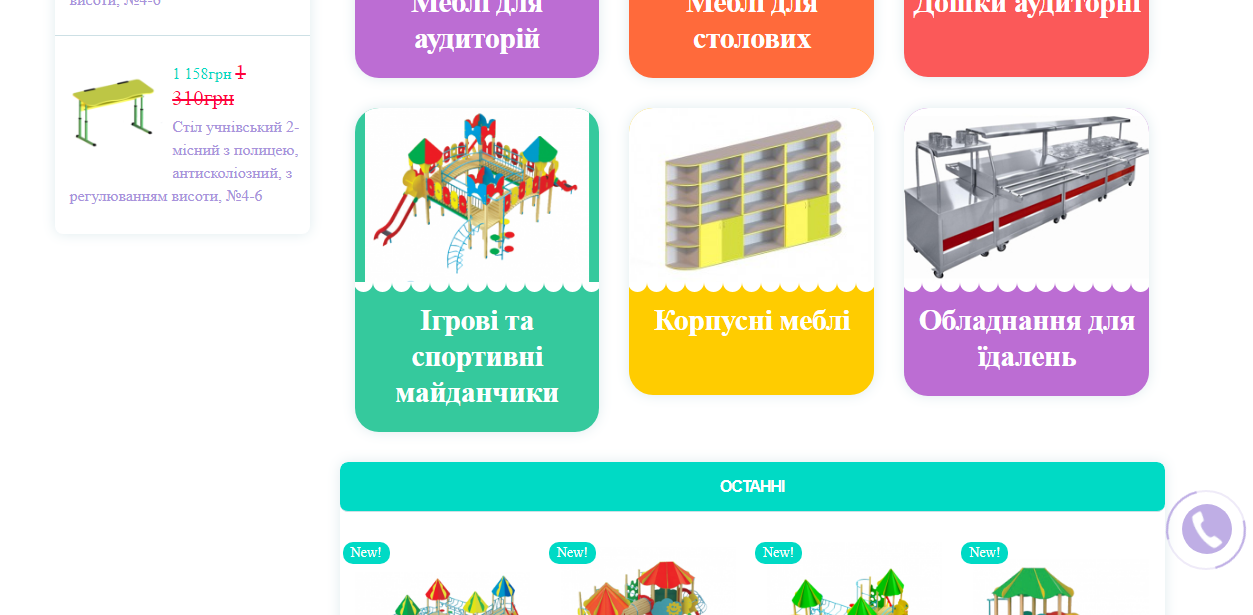 висоти, №4-6
1 158грн 1
310грн
Стіл учнівський 2-
місний з полицею,
антисколіозний, з
регулюванням висоти, №4-6
Меблі для
аудиторій
Меблі для
столових
Дошки аудиторні
Ігрові та
спортивні
майданчики
Корпусні меблі
Обладнання для
їдалень
ОСТАННІ
New!
New!
New!
New!